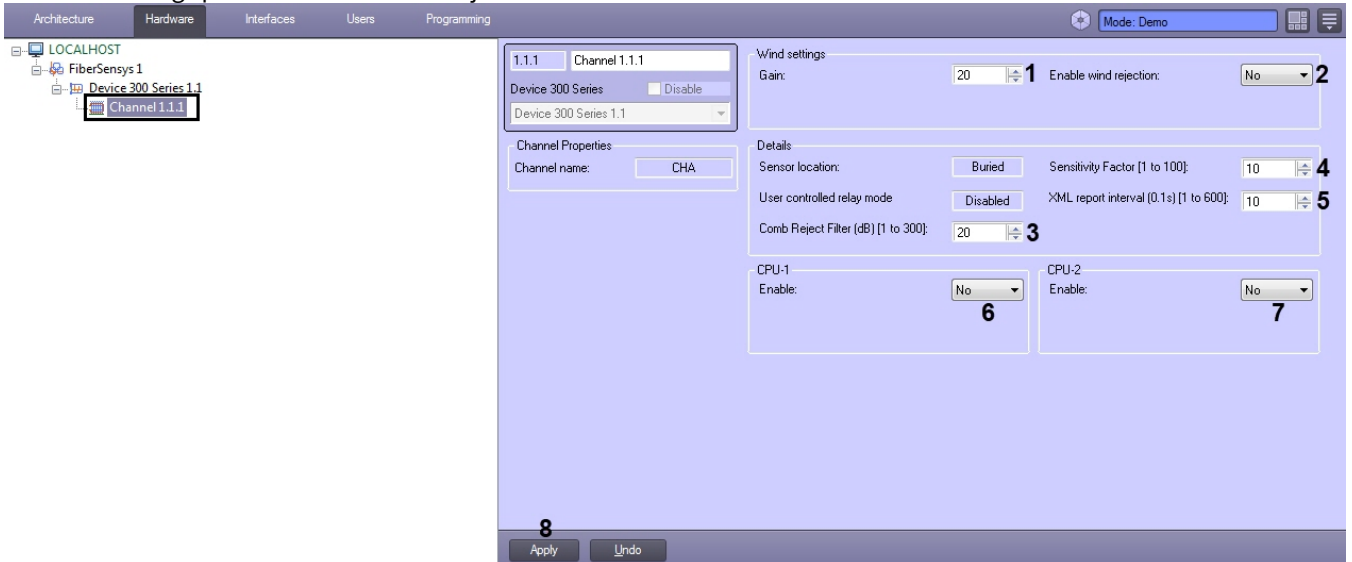 Architecture Hardware Interfaces Users Programming Mode: Demo
LOCALHOST
FiberSensys 1
Device 300 Series 1.1
Channel 1.1.1
1.1.1 Channel 1.1.1
Device 300 Series Disable
Device 300 Series 1.1
Channel Properties
Channel name: CHA
Wind settings
Gain: 20 1 Enable wind rejection: No 2
Details
Sensor location: Buried Sensitivity Factor [1 to 100]: 10 4
User controlled relay mode Disabled XML report interval (0.1s) [1 to 600]: 10 5
Comb Reject Filter (dB) [1 to 300]: 20 3
CPU-1 CPU-2
Enable: No Enable: No
6 7
8
Apply Undo